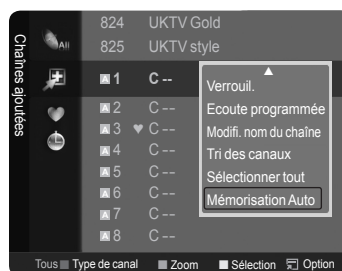 824 UKTV Gold
825 UKTV style
Chaînes ajoutées
All
A 1 C --
A 2 C --
A 3 ♥ C --
A 4 C --
A 5 C --
A 6 C --
A 7 C --
A 8 C --
▲
Verrouil.
Ecoute programmée
Modifi. nom du chaîne
Tri des canaux
Sélectionner tout
Mémorisation Auto
Tous Type de canal Zoom Sélection Option